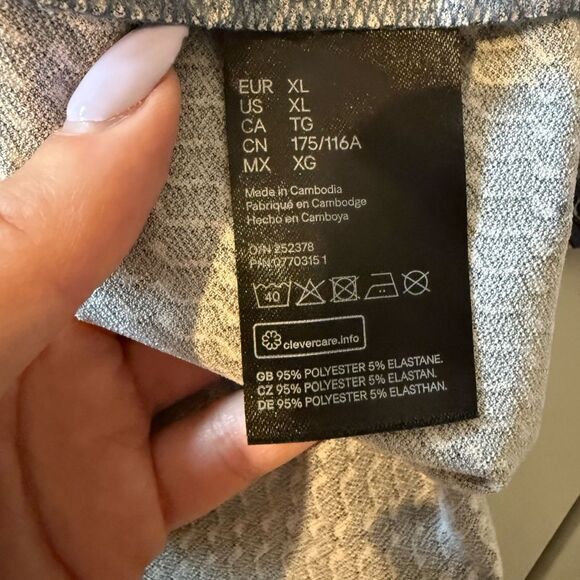 EUR XL
US XL
CA TG
CN 175/116A
MX XG
Made in Cambodia
Fabriqué en Cambodge
Hecho en Camboya
O/N 252378
P/N 0770315 1
40
clevercare.info
GB 95% POLYESTER 5% ELASTANE.
CZ 95% POLYESTER 5% ELASTAN.
DE 95% POLYESTER 5% ELASTHAN.